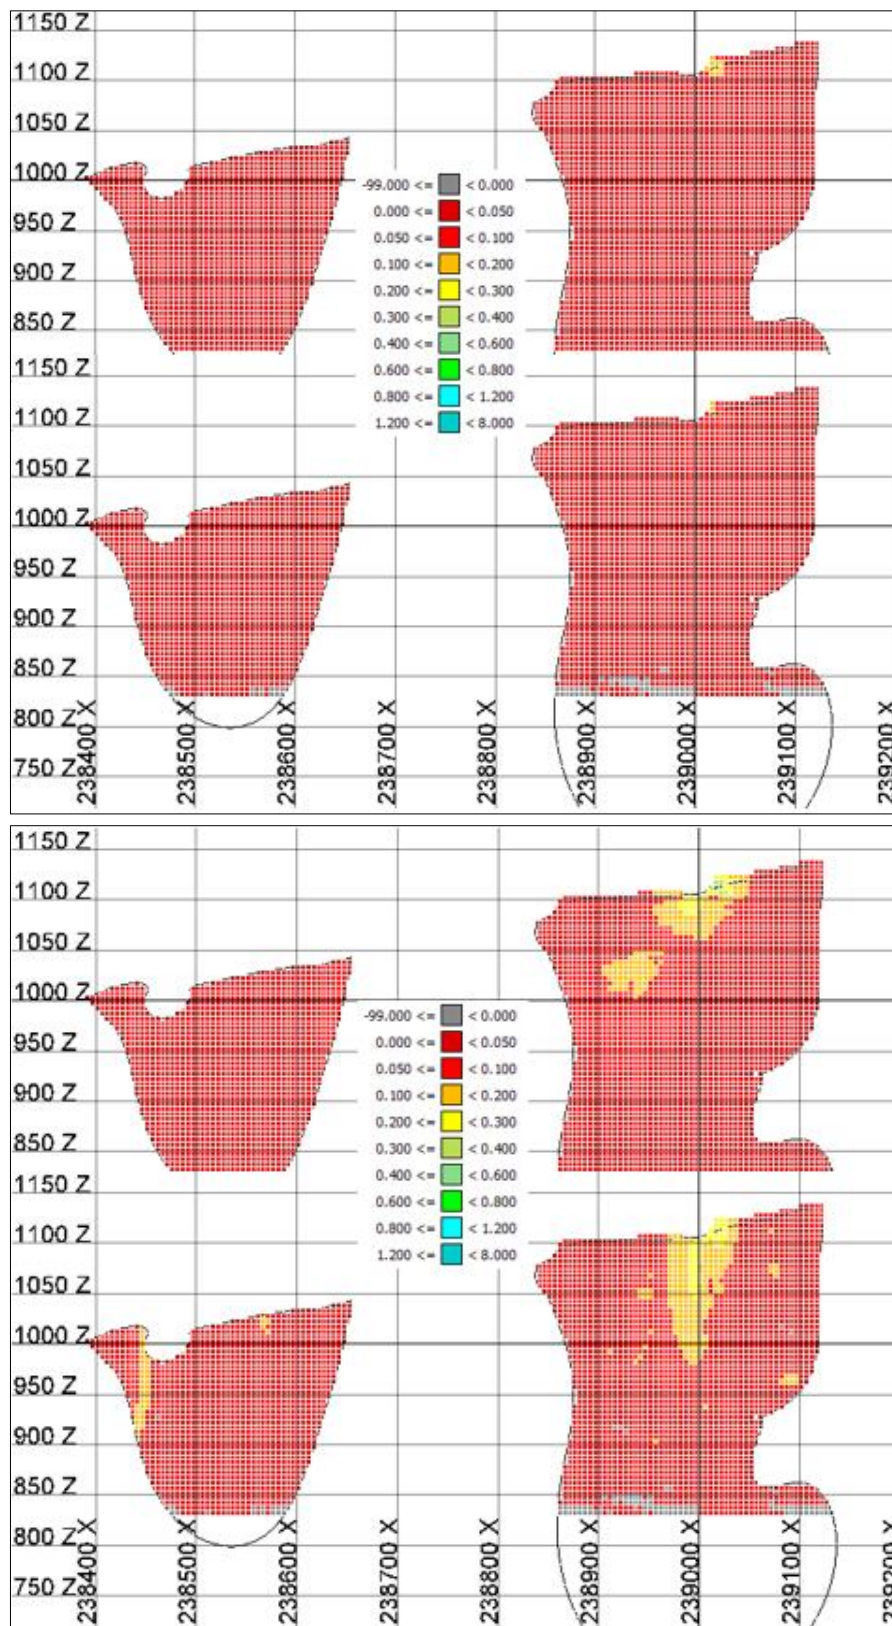 1150 Z
1100 Z
1050 Z
1000 Z
950 Z
900 Z
850 Z
-99.000 <= < 0.000
0.000 <= < 0.050
0.050 <= < 0.100
0.100 <= < 0.200
0.200 <= < 0.300
0.300 <= < 0.400
0.400 <= < 0.600
0.600 <= < 0.800
0.800 <= < 1.200
1.200 <= < 8.000
1150 Z
1100 Z
1050 Z
1000 Z
950 Z
900 Z
850 Z
800 Z
750 Z
238400 X
238500 X
238600 X
238700 X
238800 X
238900 X
239000 X
239100 X
239200 X
1150 Z
1100 Z
1050 Z
1000 Z
950 Z
900 Z
850 Z
-99.000 <= < 0.000
0.000 <= < 0.050
0.050 <= < 0.100
0.100 <= < 0.200
0.200 <= < 0.300
0.300 <= < 0.400
0.400 <= < 0.600
0.600 <= < 0.800
0.800 <= < 1.200
1.200 <= < 8.000
1150 Z
1100 Z
1050 Z
1000 Z
950 Z
900 Z
850 Z
800 Z
750 Z
238400 X
238500 X
238600 X
238700 X
238800 X
238900 X
239000 X
239100 X
239200 X